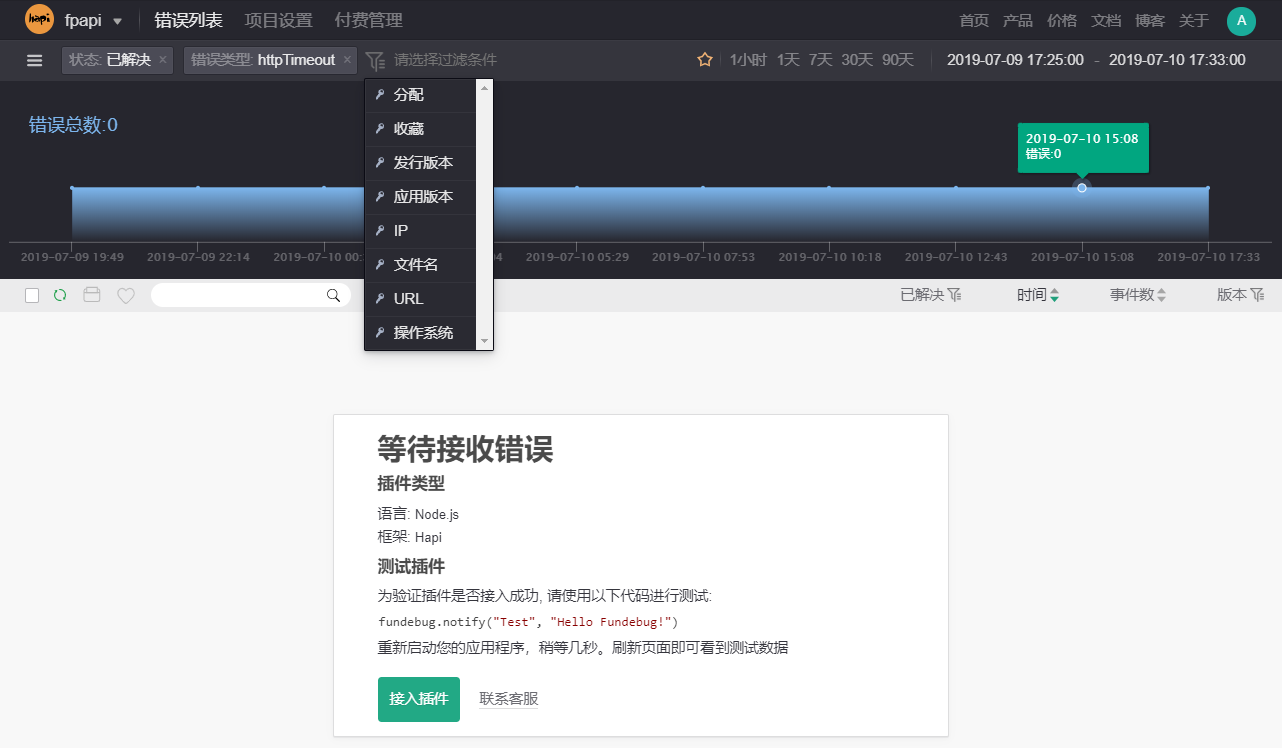 hapi fpapi 错误列表 项目设置 付费管理 首页 产品 价格 文档 博客 关于 A
状态: 已解决 × 错误类型: httpTimeout × 请选择过滤条件 1小时 1天 7天 30天 90天 2019-07-09 17:25:00 - 2019-07-10 17:33:00
错误总数:0
2019-07-10 15:08
错误:0
分配
收藏
发行版本
应用版本
IP
文件名
URL
操作系统
2019-07-09 19:49 2019-07-09 22:14 2019-07-10 00: 04 2019-07-10 05:29 2019-07-10 07:53 2019-07-10 10:18 2019-07-10 12:43 2019-07-10 15:08 2019-07-10 17:33
已解决 时间 事件数 版本
等待接收错误
插件类型
语言: Node.js
框架: Hapi
测试插件
为验证插件是否接入成功, 请使用以下代码进行测试:
fundebug.notify("Test", "Hello Fundebug!")
重新启动您的应用程序，稍等几秒。刷新页面即可看到测试数据
接入插件 联系客服